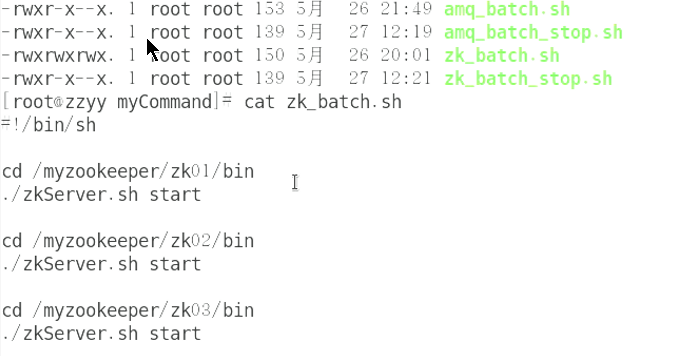 -rwxr-x--x. 1 root root 153 5月  26 21:49 amq_batch.sh
-rwxr-x--x. 1 root root 139 5月  27 12:19 amq_batch_stop.sh
-rwxrwxrwx. 1 root root 150 5月  26 20:01 zk_batch.sh
-rwxr-x--x. 1 root root 139 5月  27 12:21 zk_batch_stop.sh
[root@zzyy myCommand]# cat zk_batch.sh
#!/bin/sh
cd /myzookeeper/zk01/bin
./zkServer.sh start
cd /myzookeeper/zk02/bin
./zkServer.sh start
cd /myzookeeper/zk03/bin
./zkServer.sh start